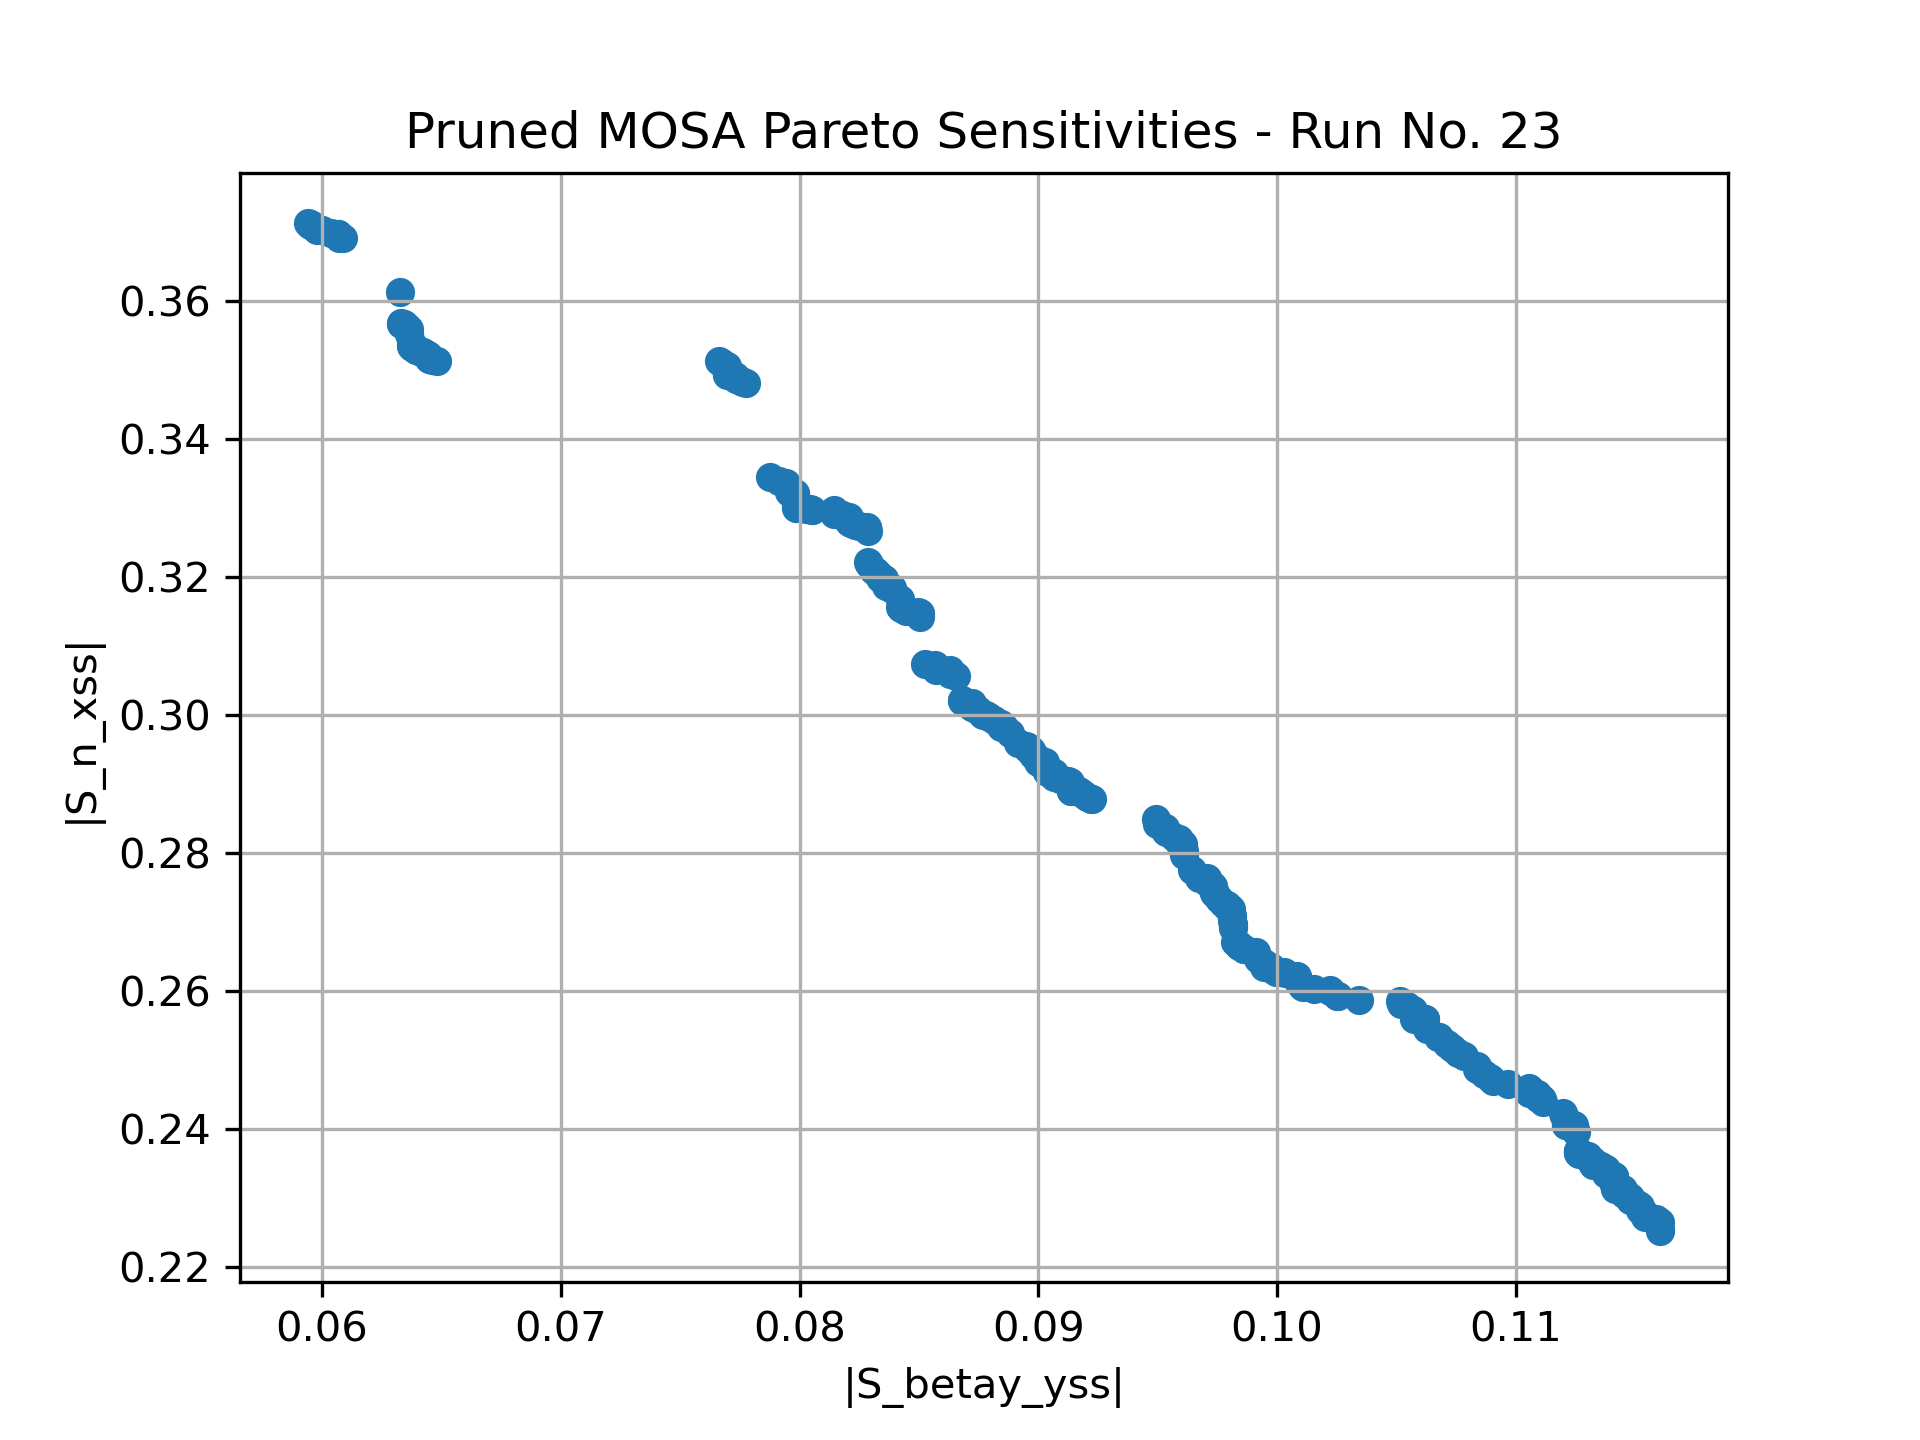 Pruned MOSA Pareto Sensitivities - Run No. 23
0.36
0.34
0.32
0.30
0.28
0.26
0.24
0.22
|S_n_xss|
0.06 0.07 0.08 0.09 0.10 0.11
|S_betay_yss|